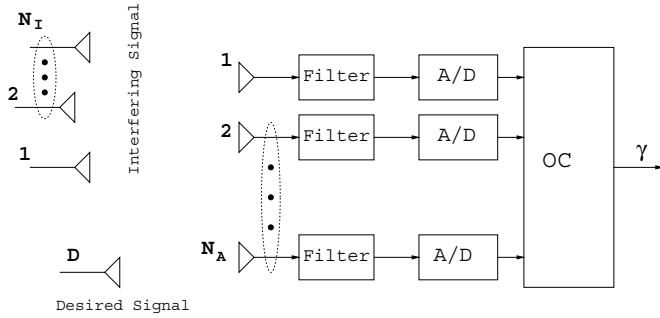 N_I
2
1
Interfering Signal
D
Desired Signal
1
Filter
A/D
2
Filter
A/D
N_A
Filter
A/D
OC
γ